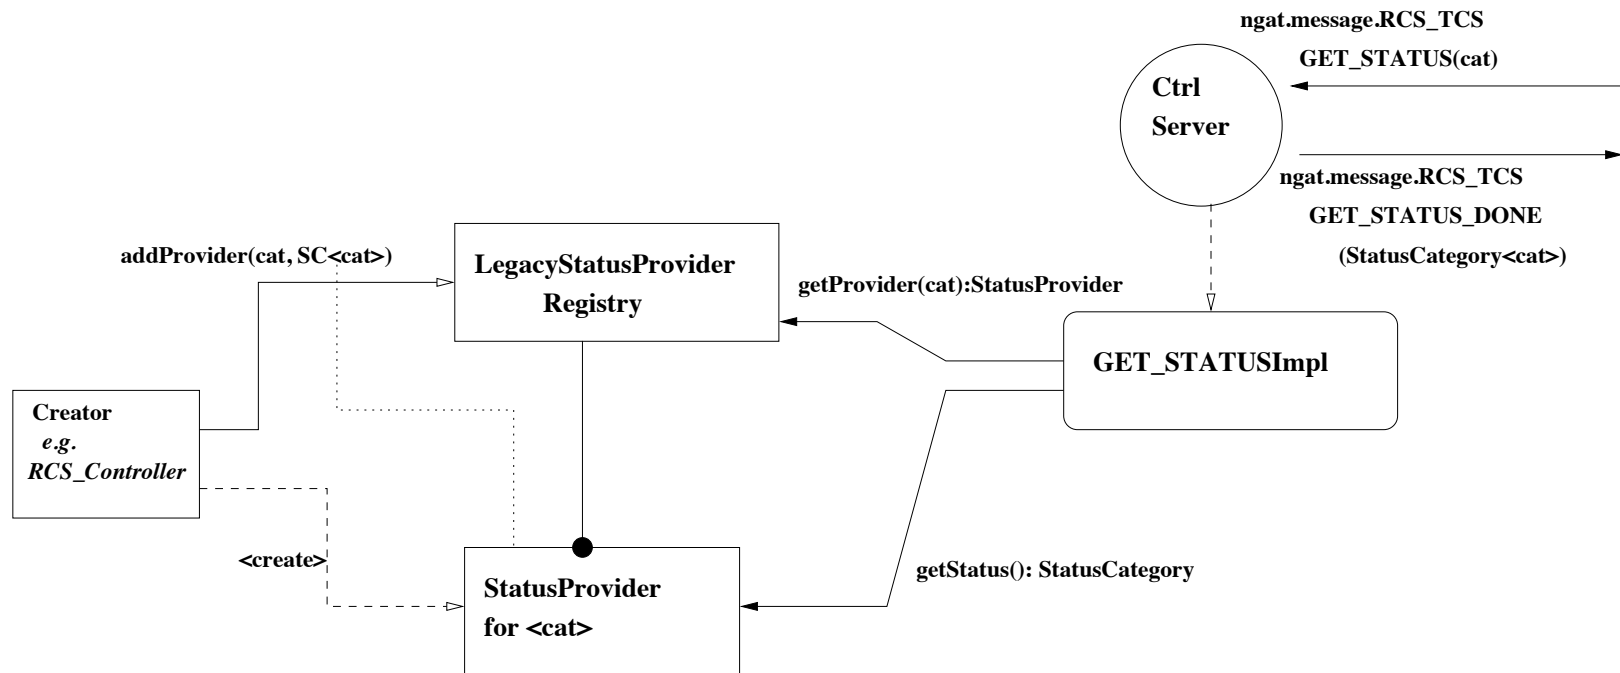 ngat.message.RCS_TCS
GET_STATUS(cat)
Ctrl
Server
ngat.message.RCS_TCS
GET_STATUS_DONE
(StatusCategory<cat>)
addProvider(cat, SC<cat>)
LegacyStatusProvider
Registry
getProvider(cat):StatusProvider
GET_STATUSImpl
Creator
e.g.
RCS_Controller
<create>
StatusProvider
for <cat>
getStatus(): StatusCategory